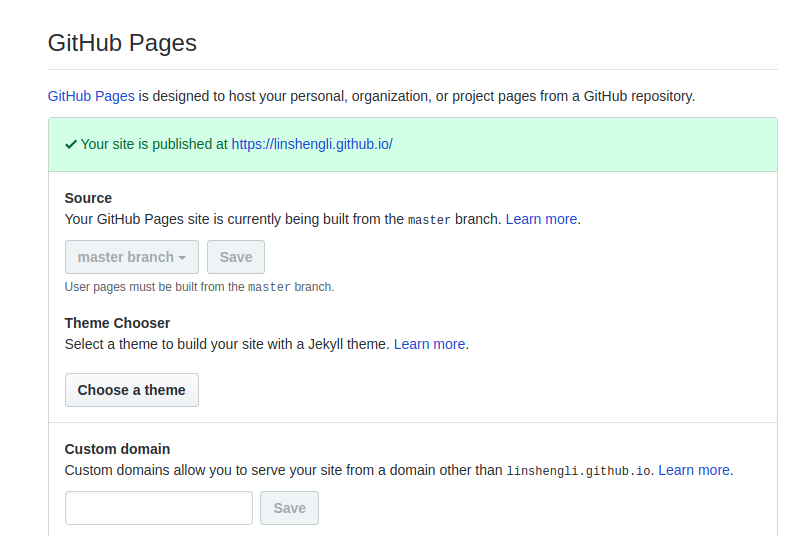 GitHub Pages
GitHub Pages is designed to host your personal, organization, or project pages from a GitHub repository.
Your site is published at https://linshengli.github.io/
Source
Your GitHub Pages site is currently being built from the master branch. Learn more.
master branch Save
User pages must be built from the master branch.
Theme Chooser
Select a theme to build your site with a Jekyll theme. Learn more.
Choose a theme
Custom domain
Custom domains allow you to serve your site from a domain other than linshengli.github.io. Learn more.
Save